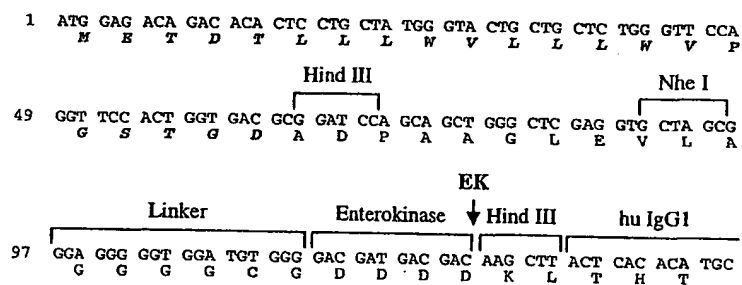 1 ATG GAG ACA GAC ACA CTC CTG CTA TGG GTA CTG CTG CTC TGG GTT CCA
M E T D T L L L W V L L L W V P
Hind III Nhe I
49 GGT TCC ACT GGT GAC GCG GAT CCA GCA GCT GGG CTC GAG GTG CTA GCG
G S T G D A D P A A G L E V L A
EK
Linker Enterokinase Hind III hu IgG1
97 GGA GGG GGT GGA TGT GGG GAC GAT GAC GAC AAG CTT ACT CAC ACA TGC
G G G G C G D D D D K L T H T